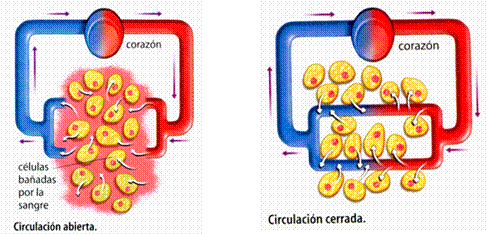 corazón
células
bañadas
por la
sangre
Circulación abierta.
corazón
Circulación cerrada.